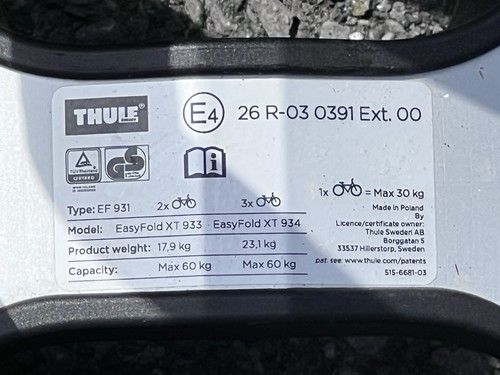 THULE®
E4 26 R-03 0391 Ext. 00
TÜVRheinland
CERTIFIED
GS
i
1x = Max 30 kg
Type: EF 931 2x 3x
Model: EasyFold XT 933 EasyFold XT 934
Product weight: 17,9 kg 23,1 kg
Capacity: Max 60 kg Max 60 kg
Made in Poland
By
Licence/certificate owner:
Thule Sweden AB
Borggatan 5
33537 Hillerstorp, Sweden
pat. see: www.thule.com/patents
515-6681-03